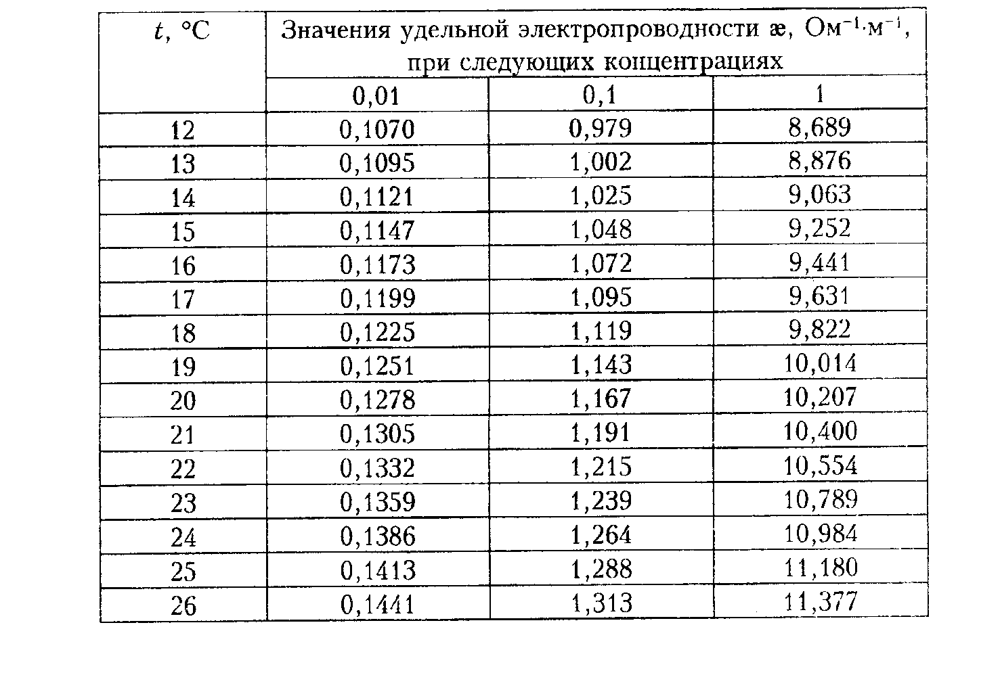 t, °C Значения удельной электропроводности æ, Ом⁻¹·м⁻¹,
при следующих концентрациях
0,01 0,1 1
12 0,1070 0,979 8,689
13 0,1095 1,002 8,876
14 0,1121 1,025 9,063
15 0,1147 1,048 9,252
16 0,1173 1,072 9,441
17 0,1199 1,095 9,631
18 0,1225 1,119 9,822
19 0,1251 1,143 10,014
20 0,1278 1,167 10,207
21 0,1305 1,191 10,400
22 0,1332 1,215 10,554
23 0,1359 1,239 10,789
24 0,1386 1,264 10,984
25 0,1413 1,288 11,180
26 0,1441 1,313 11,377